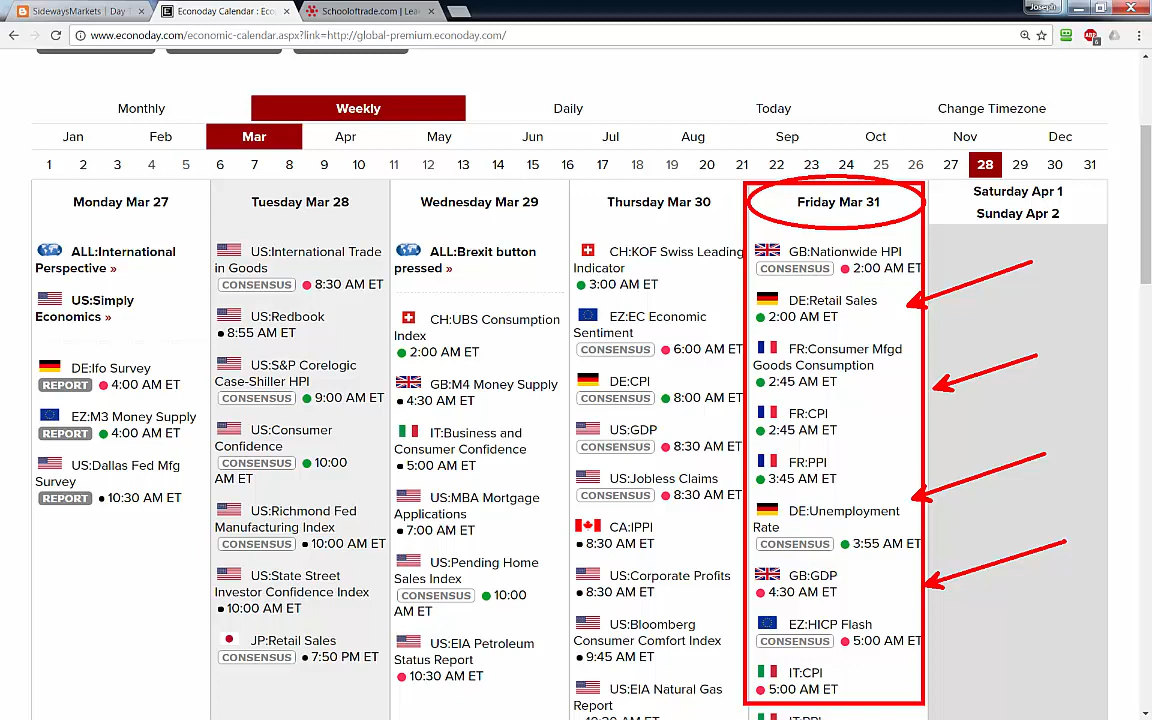 SidewaysMarkets | Day T
Econoday Calendar : Eco
Schooloftrade.com | Lea
Joseph
www.econoday.com/economic-calendar.aspx?link=http://global-premium.econoday.com/
ABP
6
Monthly Weekly Daily Today Change Timezone
Jan Feb Mar Apr May Jun Jul Aug Sep Oct Nov Dec
1 2 3 4 5 6 7 8 9 10 11 12 13 14 15 16 17 18 19 20 21 22 23 24 25 26 27 28 29 30 31
Monday Mar 27
ALL:International
Perspective »
US:Simply
Economics »
DE:Ifo Survey
REPORT 4:00 AM ET
EZ:M3 Money Supply
REPORT 4:00 AM ET
US:Dallas Fed Mfg
Survey
REPORT 10:30 AM ET
Tuesday Mar 28
US:International Trade
in Goods
CONSENSUS 8:30 AM ET
US:Redbook
8:55 AM ET
US:S&P Corelogic
Case-Shiller HPI
CONSENSUS 9:00 AM ET
US:Consumer
Confidence
CONSENSUS 10:00
AM ET
US:Richmond Fed
Manufacturing Index
CONSENSUS 10:00 AM ET
US:State Street
Investor Confidence Index
10:00 AM ET
JP:Retail Sales
CONSENSUS 7:50 PM ET
Wednesday Mar 29
ALL:Brexit button
pressed »
CH:UBS Consumption
Index
2:00 AM ET
GB:M4 Money Supply
4:30 AM ET
IT:Business and
Consumer Confidence
5:00 AM ET
US:MBA Mortgage
Applications
7:00 AM ET
US:Pending Home
Sales Index
CONSENSUS 10:00
AM ET
US:EIA Petroleum
Status Report
10:30 AM ET
Thursday Mar 30
CH:KOF Swiss Leading
Indicator
3:00 AM ET
EZ:EC Economic
Sentiment
CONSENSUS 6:00 AM ET
DE:CPI
CONSENSUS 8:00 AM ET
US:GDP
CONSENSUS 8:30 AM ET
US:Jobless Claims
CONSENSUS 8:30 AM ET
CA:IPPI
8:30 AM ET
US:Corporate Profits
8:30 AM ET
US:Bloomberg
Consumer Comfort Index
9:45 AM ET
US:EIA Natural Gas
Report
10:30 AM ET
Friday Mar 31
GB:Nationwide HPI
CONSENSUS 2:00 AM ET
DE:Retail Sales
2:00 AM ET
FR:Consumer Mfgd
Goods Consumption
2:45 AM ET
FR:CPI
2:45 AM ET
FR:PPI
3:45 AM ET
DE:Unemployment
Rate
CONSENSUS 3:55 AM ET
GB:GDP
4:30 AM ET
EZ:HICP Flash
CONSENSUS 5:00 AM ET
IT:CPI
5:00 AM ET
IT:PPI
Saturday Apr 1
Sunday Apr 2